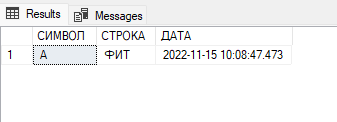 Results Messages
СИМВОЛ СТРОКА ДАТА
1 А ФИТ 2022-11-15 10:08:47.473